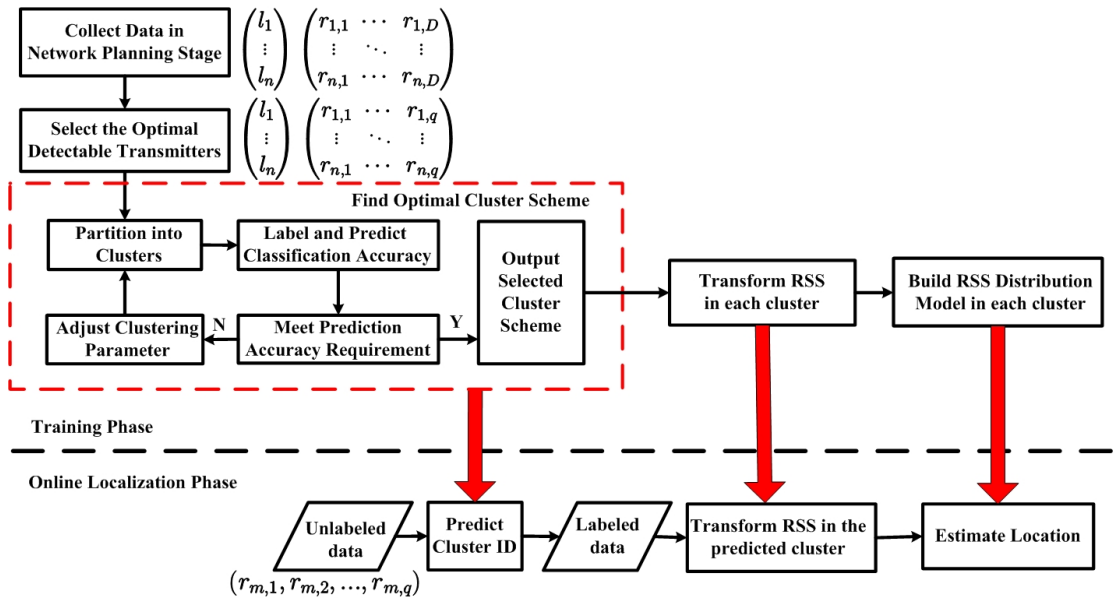 Collect Data in
Network Planning Stage
(l_1 ⋮ l_n) (r_{1,1} ⋯ r_{1,D} ⋮ ⋱ ⋮ r_{n,1} ⋯ r_{n,D})
Select the Optimal
Detectable Transmitters
(l_1 ⋮ l_n) (r_{1,1} ⋯ r_{1,q} ⋮ ⋱ ⋮ r_{n,1} ⋯ r_{n,q})
Find Optimal Cluster Scheme
Partition into
Clusters
Label and Predict
Classification Accuracy
Output
Selected
Cluster
Scheme
Transform RSS
in each cluster
Build RSS Distribution
Model in each cluster
Adjust Clustering
Parameter
N
Meet Prediction
Accuracy Requirement
Y
Training Phase
Online Localization Phase
Unlabeled
data
Predict
Cluster ID
Labeled
data
Transform RSS in the
predicted cluster
Estimate Location
(r_{m,1}, r_{m,2}, ..., r_{m,q})